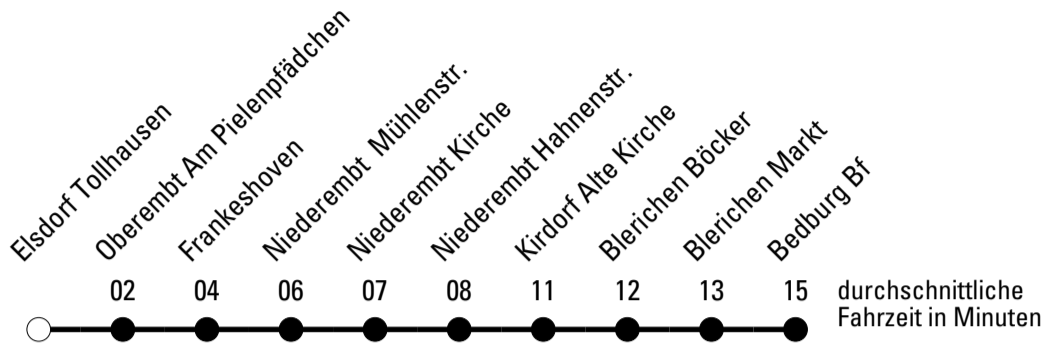 Elsdorf Tollhausen
Oberembt Am Pielenpfädchen
Frankeshoven
Niederembt Mühlenstr.
Niederembt Kirche
Niederembt Hahnenstr.
Kirdorf Alte Kirche
Blerichen Böcker
Blerichen Markt
Bedburg Bf
02 04 06 07 08 11 12 13 15
durchschnittliche
Fahrzeit in Minuten